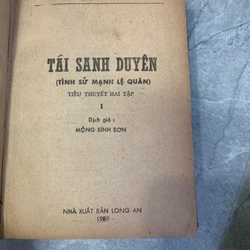 TÁI SANH DUYÊN
(TÌNH SỬ MẠNH LỆ QUÂN)
TIỂU THUYẾT HAI TẬP
I
Dịch giả :
MỘNG BÌNH SƠN
NHÀ XUẤT BẢN LONG AN
1989